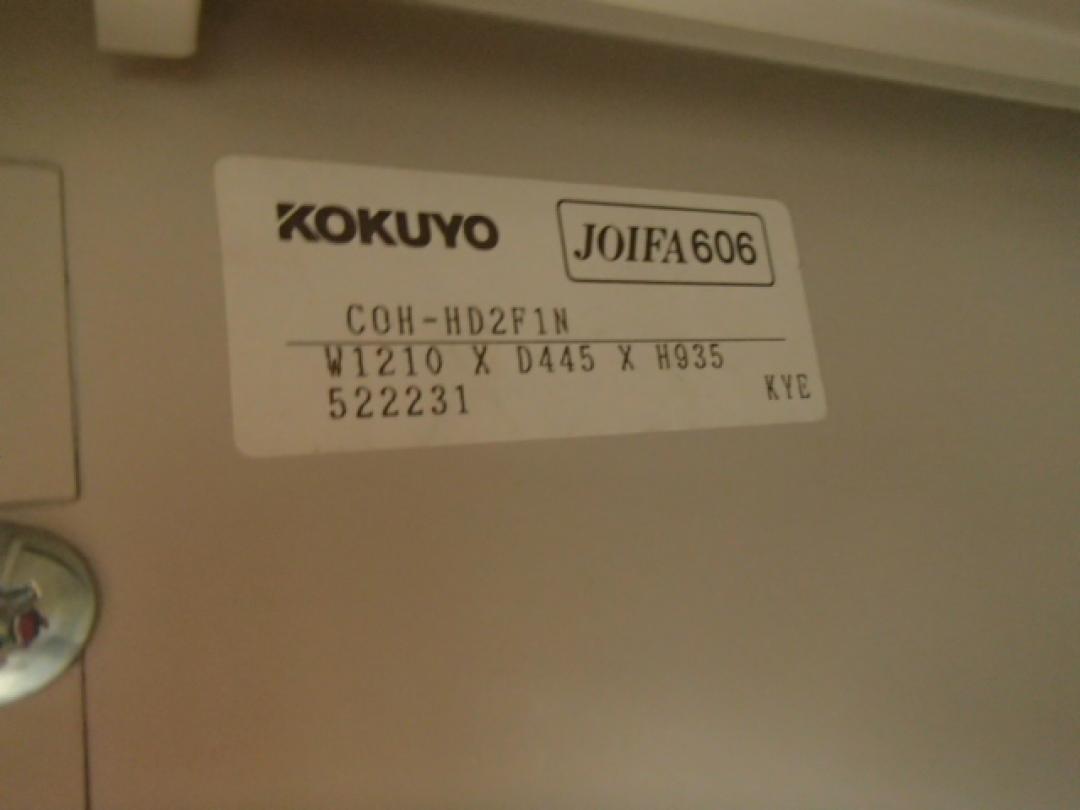 KOKUYO
JOIFA606
COH-HD2F1N
W1210 X D445 X H935
522231
KYE